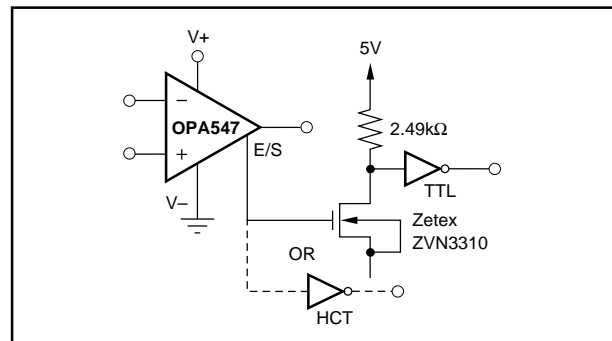 V+
5V
−
OPA547
+
2.49kΩ
E/S
TTL
V–
Zetex
ZVN3310
OR
HCT